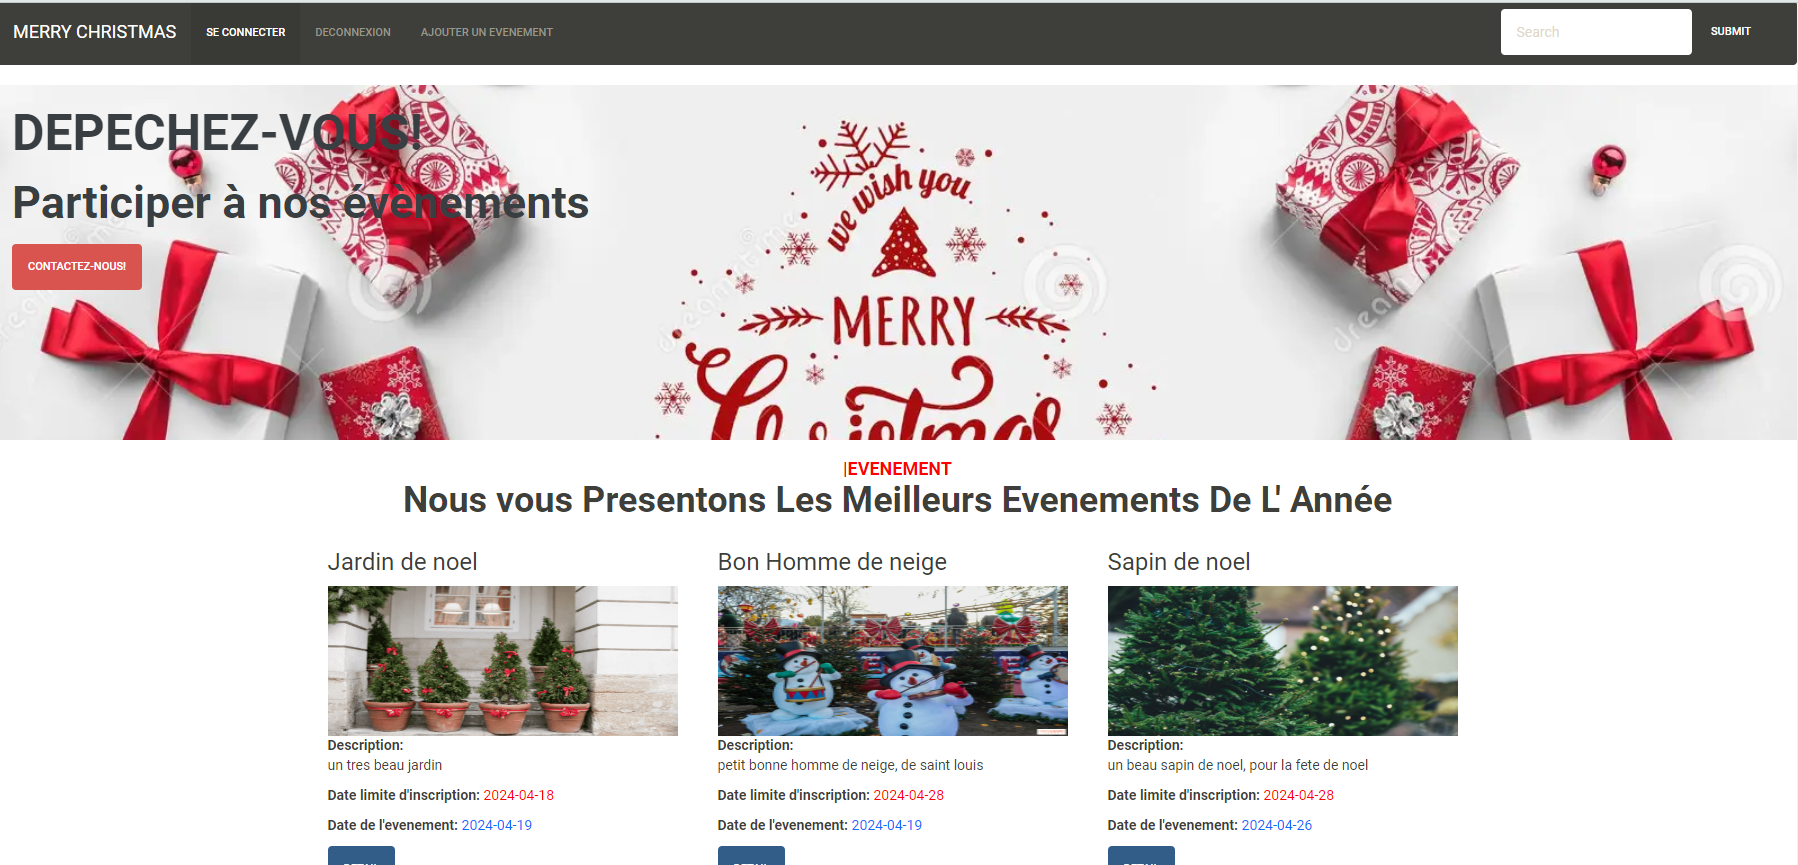 MERRY CHRISTMAS SE CONNECTER DECONNEXION AJOUTER UN EVENEMENT Search SUBMIT
DEPECHEZ-VOUS!
Participer à nos évènements
CONTACTEZ-NOUS!
we wish you
MERRY
Christmas
dreamtime
|EVENEMENT
Nous vous Presentons Les Meilleurs Evenements De L' Année
Jardin de noel
Description:
un tres beau jardin
Date limite d'inscription: 2024-04-18
Date de l'evenement: 2024-04-19
Bon Homme de neige
Description:
petit bonne homme de neige, de saint louis
Date limite d'inscription: 2024-04-28
Date de l'evenement: 2024-04-19
Sapin de noel
Description:
un beau sapin de noel, pour la fete de noel
Date limite d'inscription: 2024-04-28
Date de l'evenement: 2024-04-26